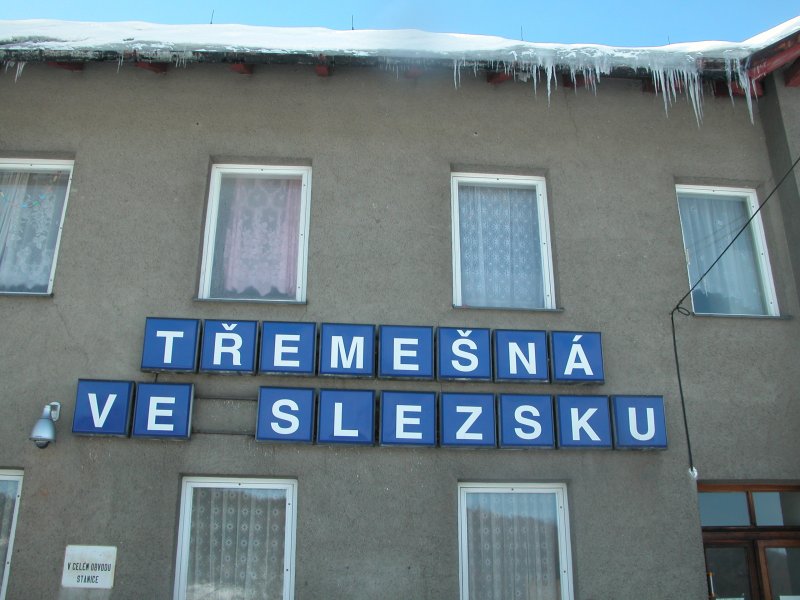 TŘEMEŠNÁ
VE SLEZSKU
V CELÉM OBVODU
STANICE